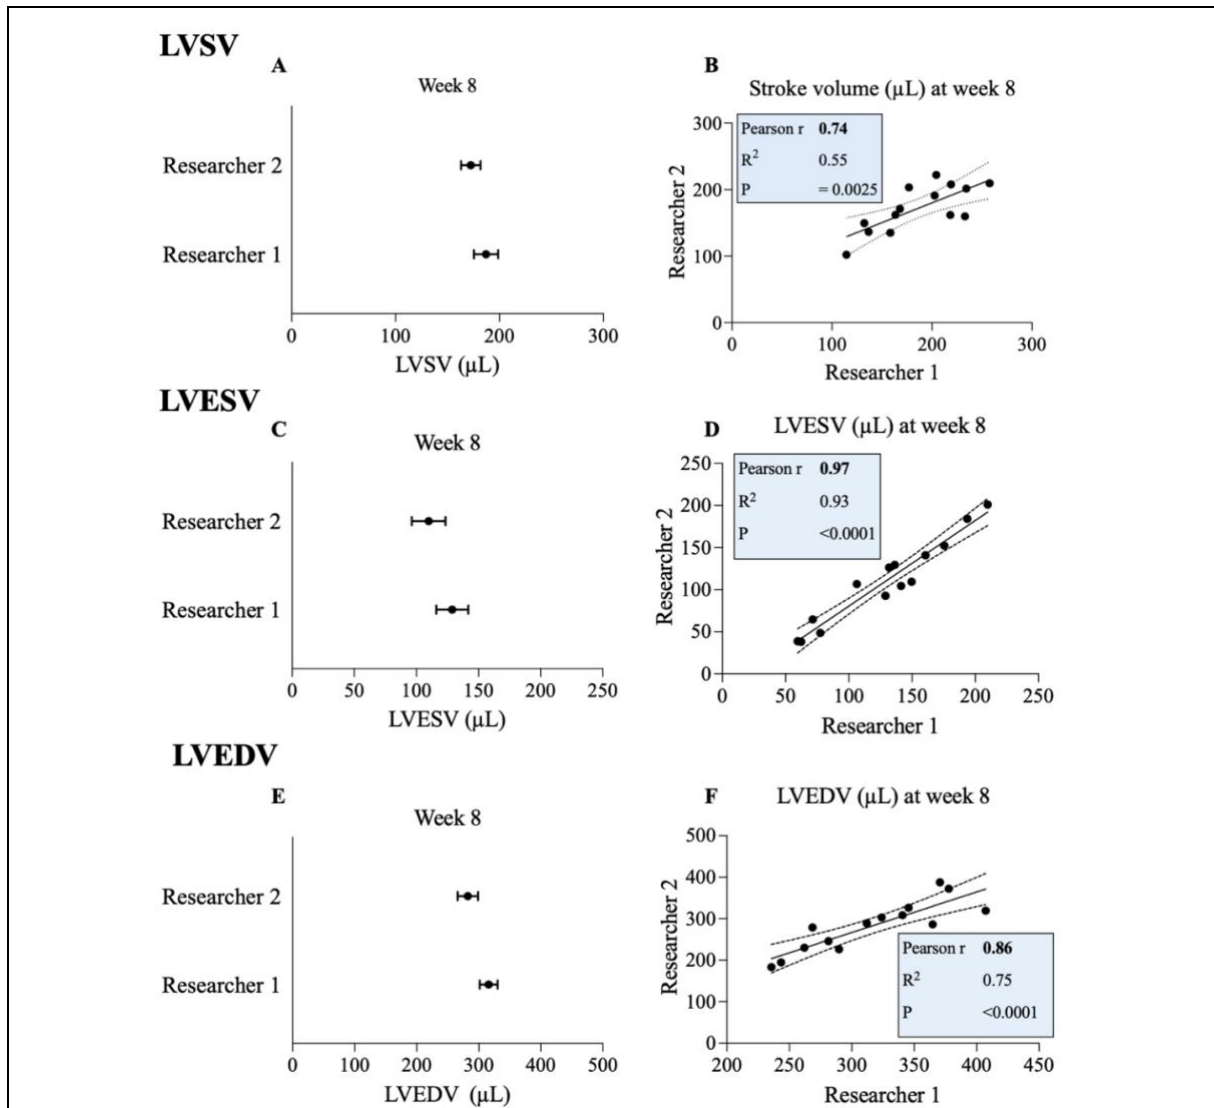 LVSV
A
Week 8
Researcher 2
Researcher 1
0 100 200 300
LVSV (µL)
B
Stroke volume (µL) at week 8
Pearson r 0.74
R² 0.55
P = 0.0025
300
200
100
0
Researcher 2
0 100 200 300
Researcher 1
LVESV
C
Week 8
Researcher 2
Researcher 1
0 50 100 150 200 250
LVESV (µL)
D
LVESV (µL) at week 8
Pearson r 0.97
R² 0.93
P <0.0001
250
200
150
100
50
0
Researcher 2
0 50 100 150 200 250
Researcher 1
LVEDV
E
Week 8
Researcher 2
Researcher 1
0 100 200 300 400 500
LVEDV (µL)
F
LVEDV (µL) at week 8
500
400
300
200
100
0
Researcher 2
Pearson r 0.86
R² 0.75
P <0.0001
200 250 300 350 400 450
Researcher 1